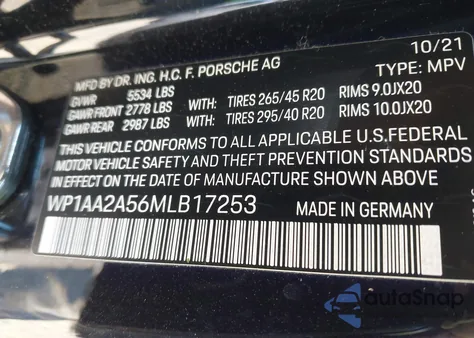 10/21
MFD BY DR. ING. H.C. F. PORSCHE AG TYPE: MPV
GVWR 5534 LBS
GAWR FRONT 2778 LBS WITH: TIRES 265/45 R20 RIMS 9.0JX20
GAWR REAR 2987 LBS WITH: TIRES 295/40 R20 RIMS 10.0JX20
THIS VEHICLE CONFORMS TO ALL APPLICABLE U.S.FEDERAL
MOTOR VEHICLE SAFETY AND THEFT PREVENTION STANDARDS
IN EFFECT ON THE DATE OF MANUFACTURE SHOWN ABOVE.
WP1AA2A56MLB17253 MADE IN GERMANY
autoSnap